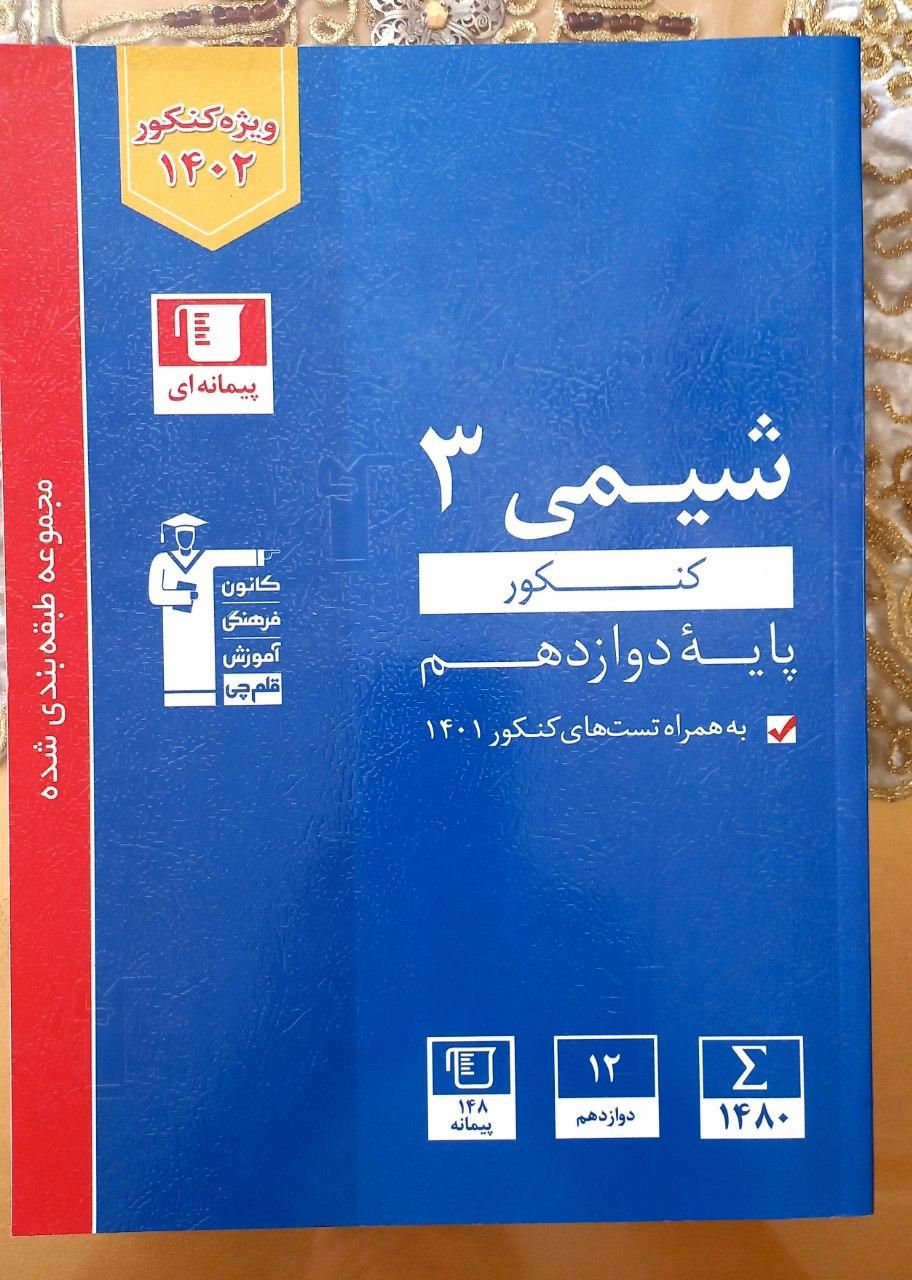 ویژه کنکور
۱۴۰۲
پیمانه‌ای
شیمی ۳
کنکور
پایهٔ دوازدهم
به همراه تست‌های کنکور ۱۴۰۱
کانون
فرهنگی
آموزش
قلم‌چی
مجموعه طبقه‌بندی شده
Σ
۱۴۸۰
۱۲
دوازدهم
۱۴۸
پیمانه